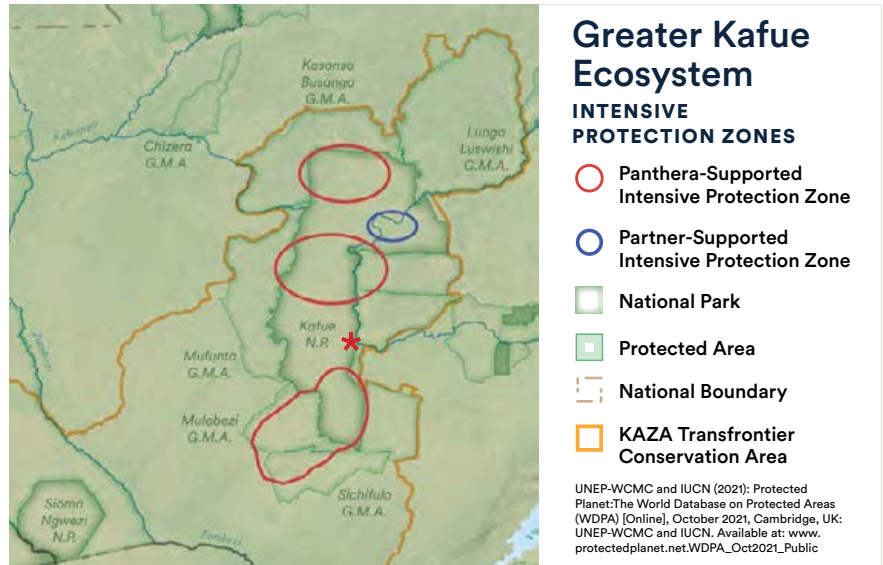 Kasonso
Busanga
G.M.A.
Lunga
Luswishi
G.M.A.
Chizera
G.M.A.
Kafue
N.P.
*
Mufunta
G.M.A.
Mulobezi
G.M.A.
Sichifulo
G.M.A.
Sioma
Ngwezi
N.P.
Zambezi
Zambezi
Greater Kafue
Ecosystem
INTENSIVE
PROTECTION ZONES
Panthera-Supported
Intensive Protection Zone
Partner-Supported
Intensive Protection Zone
National Park
Protected Area
National Boundary
KAZA Transfrontier
Conservation Area
UNEP-WCMC and IUCN (2021): Protected
Planet:The World Database on Protected Areas
(WDPA) [Online], October 2021, Cambridge, UK:
UNEP-WCMC and IUCN. Available at: www.
protectedplanet.net.WDPA_Oct2021_Public